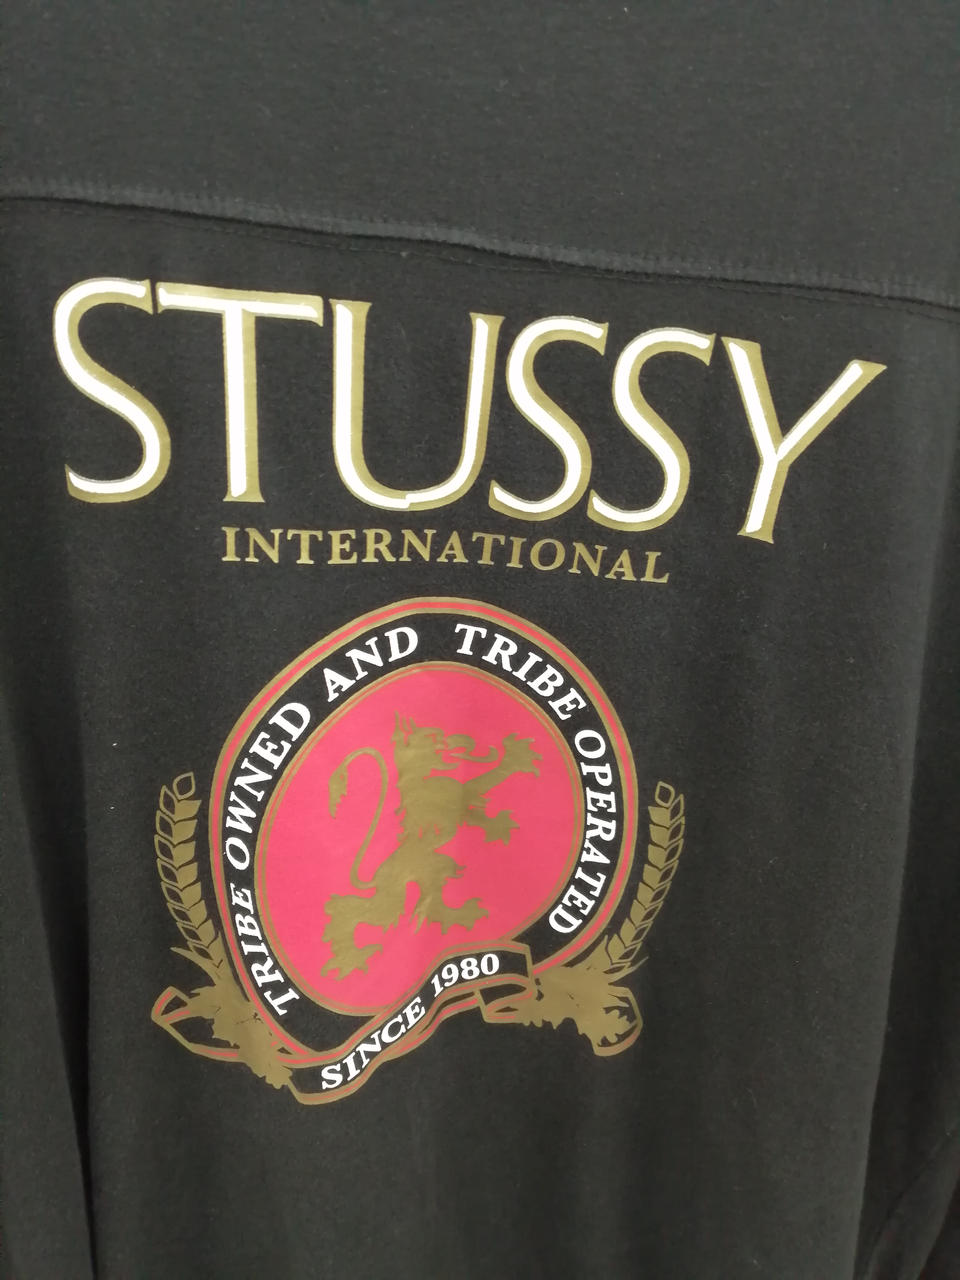 STUSSY
INTERNATIONAL
TRIBE OWNED AND TRIBE OPERATED
SINCE 1980